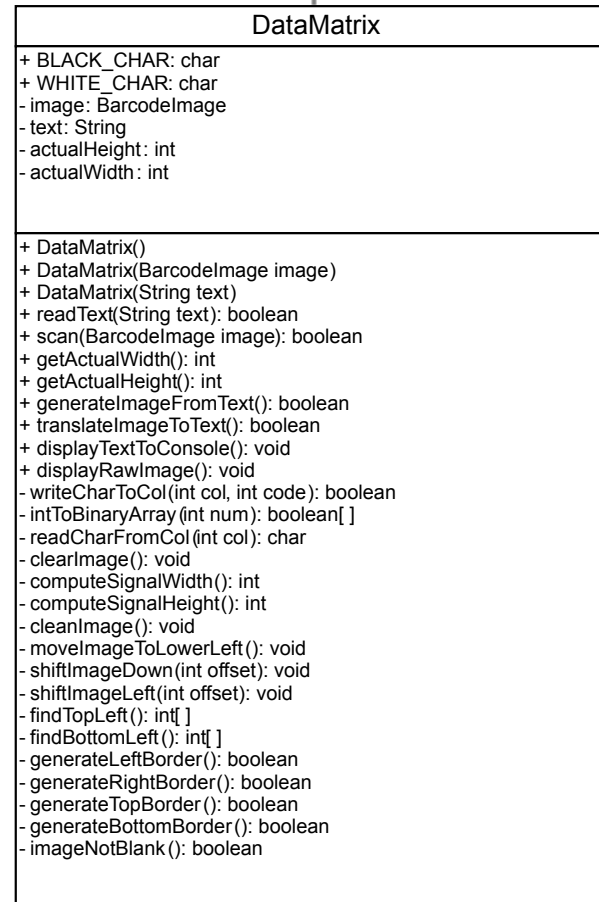 DataMatrix
+ BLACK_CHAR: char
+ WHITE_CHAR: char
- image: BarcodeImage
- text: String
- actualHeight: int
- actualWidth: int
+ DataMatrix()
+ DataMatrix(BarcodeImage image)
+ DataMatrix(String text)
+ readText(String text): boolean
+ scan(BarcodeImage image): boolean
+ getActualWidth(): int
+ getActualHeight(): int
+ generateImageFromText(): boolean
+ translateImageToText(): boolean
+ displayTextToConsole(): void
+ displayRawImage(): void
- writeCharToCol(int col, int code): boolean
- intToBinaryArray(int num): boolean[ ]
- readCharFromCol(int col): char
- clearImage(): void
- computeSignalWidth(): int
- computeSignalHeight(): int
- cleanImage(): void
- moveImageToLowerLeft(): void
- shiftImageDown(int offset): void
- shiftImageLeft(int offset): void
- findTopLeft(): int[ ]
- findBottomLeft(): int[ ]
- generateLeftBorder(): boolean
- generateRightBorder(): boolean
- generateTopBorder(): boolean
- generateBottomBorder(): boolean
- imageNotBlank(): boolean